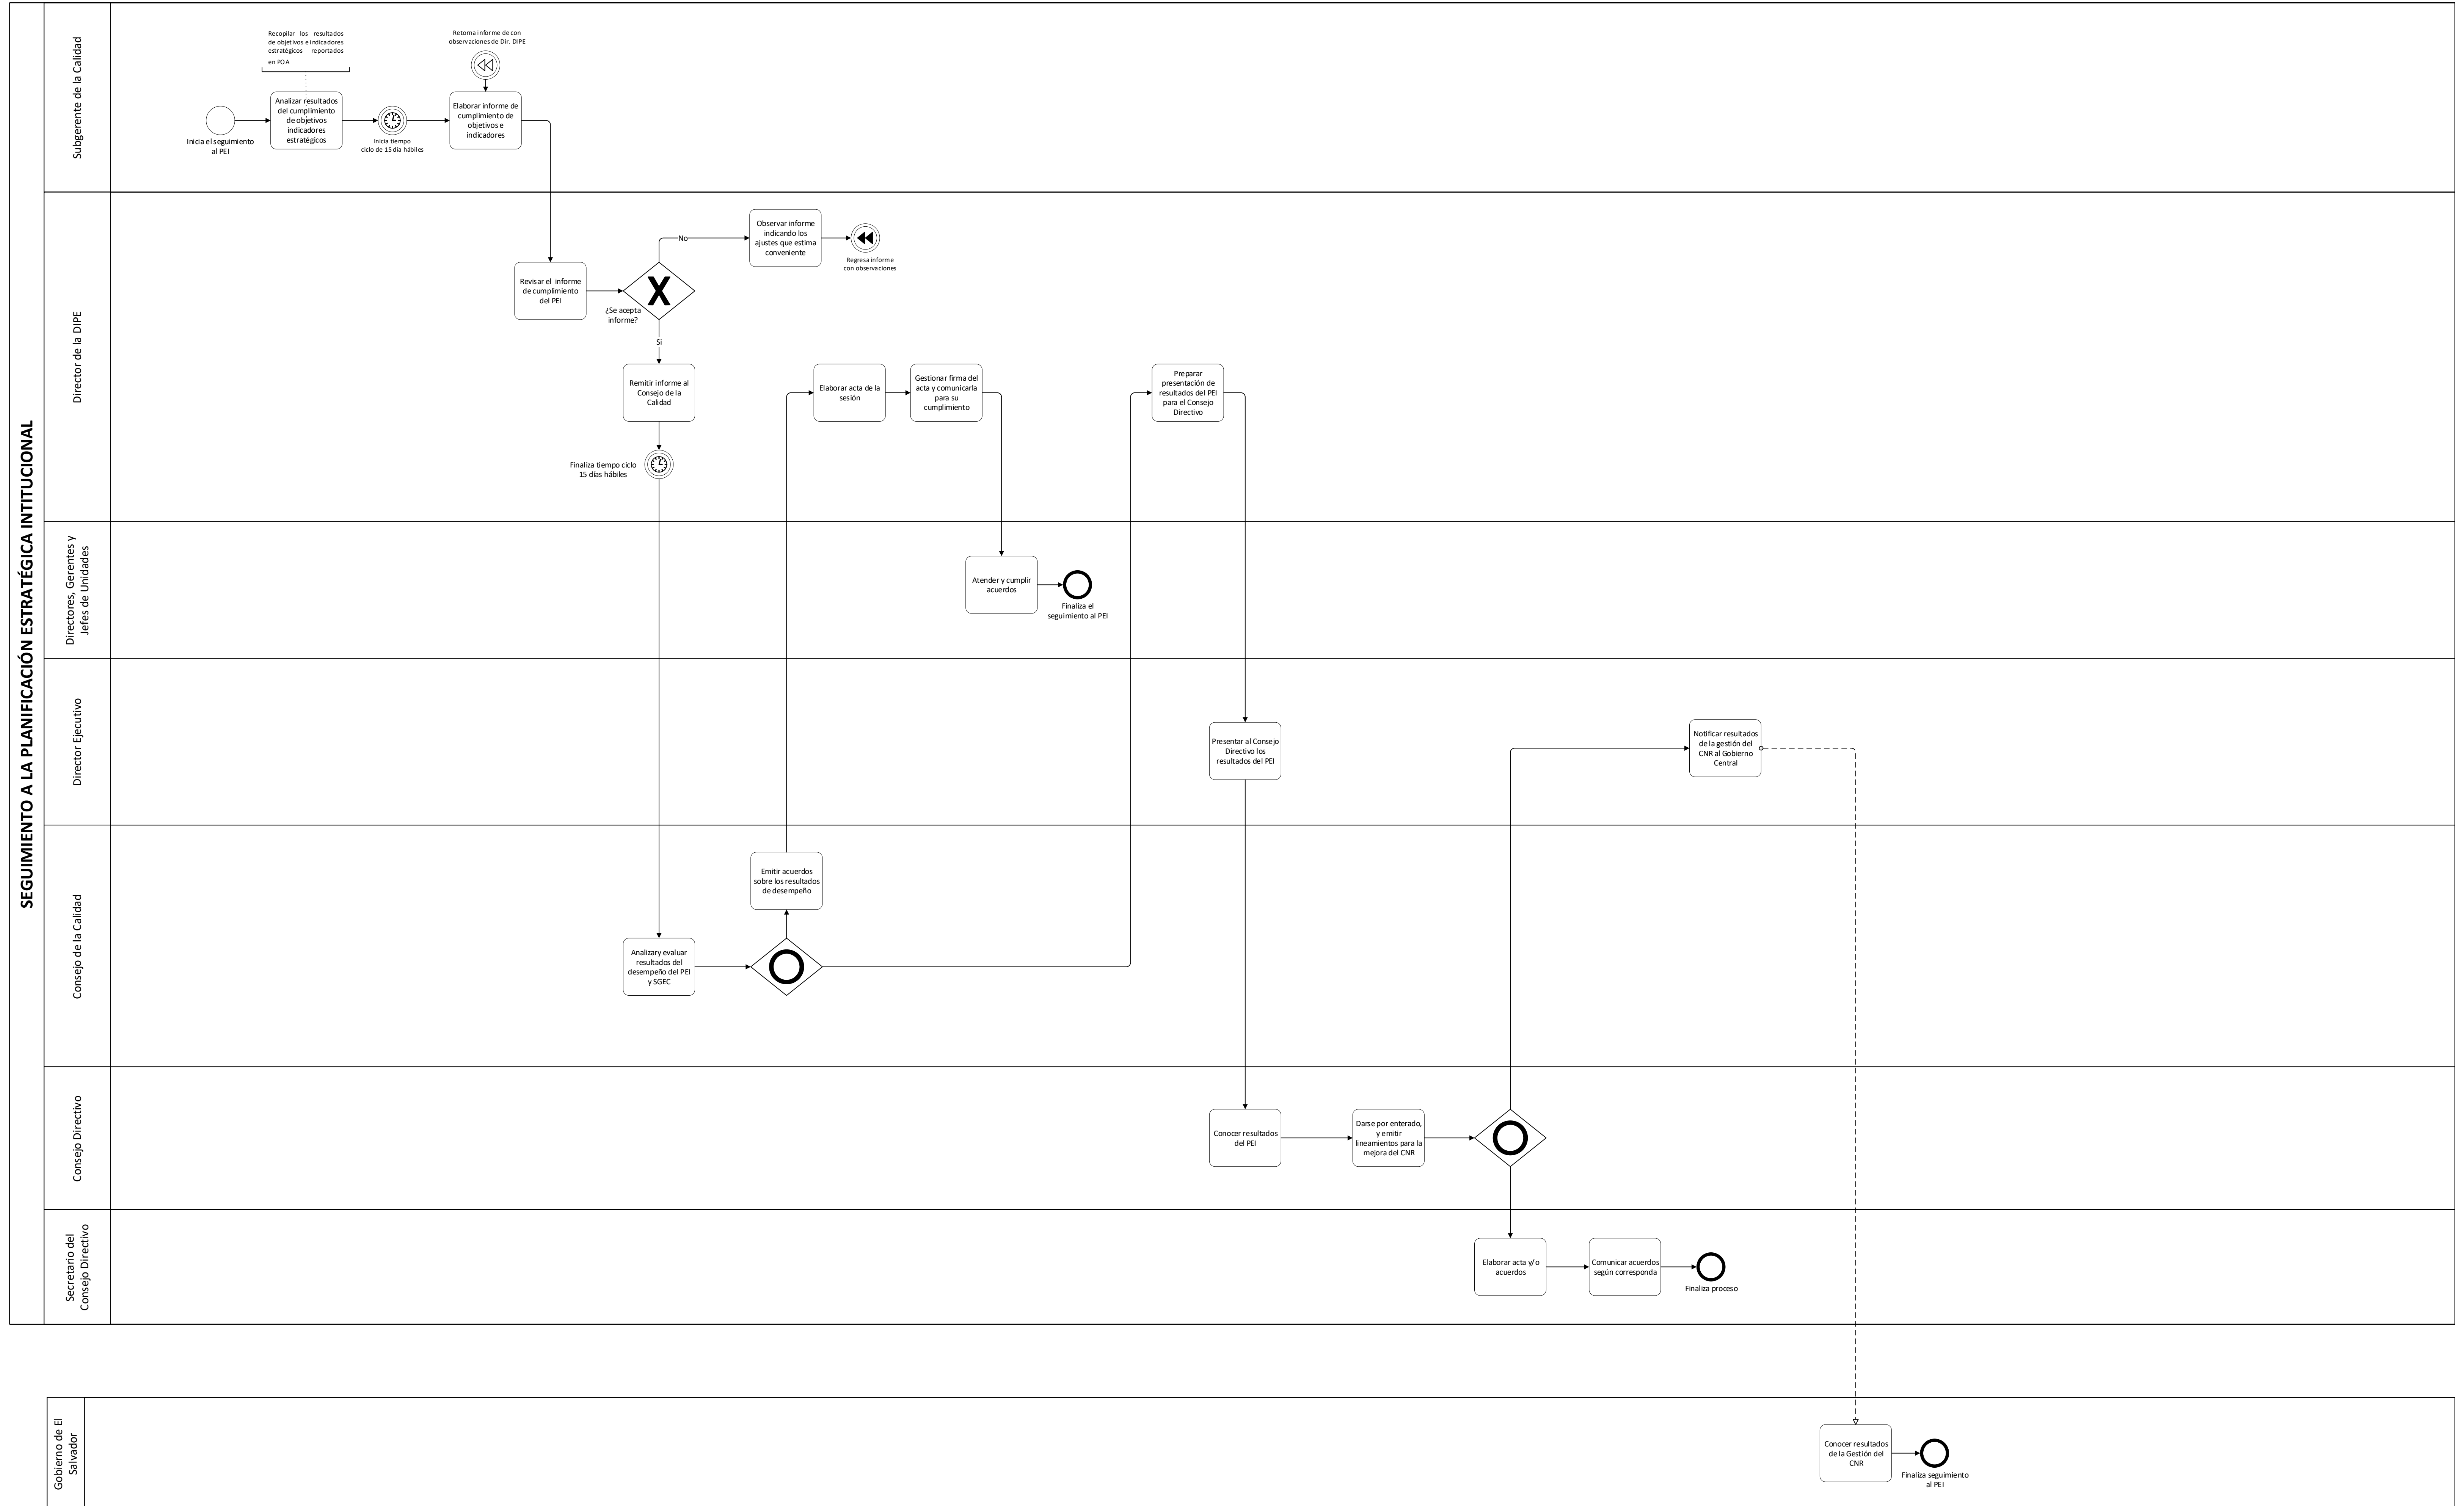 SEGUIMIENTO A LA PLANIFICACIÓN ESTRATÉGICA INTITUCIONAL
Subgerente de la Calidad
Recopilar los resultados
de objetivos e indicadores
estratégicos reportados
en POA
Retorna informe de con
observaciones de Dir. DIPE
Inicia el seguimiento
al PEI
Analizar resultados
del cumplimiento
de objetivos
indicadores
estratégicos
Inicia tiempo
ciclo de 15 día hábiles
Elaborar informe de
cumplimiento de
objetivos e
indicadores
Director de la DIPE
Revisar el informe
de cumplimiento
del PEI
¿Se acepta
informe?
No
Observar informe
indicando los
ajustes que estima
conveniente
Regresa informe
con observaciones
Si
Remitir informe al
Consejo de la
Calidad
Finaliza tiempo ciclo
15 días hábiles
Elaborar acta de la
sesión
Gestionar firma del
acta y comunicarla
para su
cumplimiento
Preparar
presentación de
resultados del PEI
para el Consejo
Directivo
Directores, Gerentes y
Jefes de Unidades
Atender y cumplir
acuerdos
Finaliza el
seguimiento al PEI
Director Ejecutivo
Presentar al Consejo
Directivo los
resultados del PEI
Notificar resultados
de la gestión del
CNR al Gobierno
Central
Consejo de la Calidad
Emitir acuerdos
sobre los resultados
de desempeño
Analizar y evaluar
resultados del
desempeño del PEI
y SGEC
Consejo Directivo
Conocer resultados
del PEI
Darse por enterado,
y emitir
lineamientos para la
mejora del CNR
Secretario del
Consejo Directivo
Elaborar acta y/o
acuerdos
Comunicar acuerdos
según corresponda
Finaliza proceso
Gobierno de El
Salvador
Conocer resultados
de la Gestión del
CNR
Finaliza seguimiento
al PEI